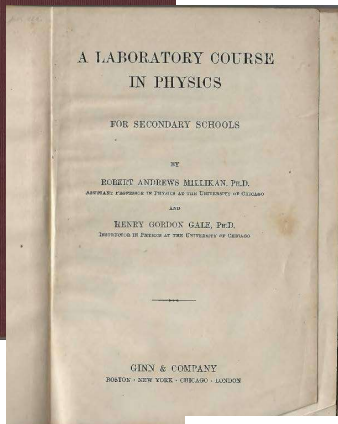 A LABORATORY COURSE
IN PHYSICS
FOR SECONDARY SCHOOLS
BY
ROBERT ANDREWS MILLIKAN, PH.D.
ASSISTANT PROFESSOR IN PHYSICS AT THE UNIVERSITY OF CHICAGO
AND
HENRY GORDON GALE, PH.D.
INSTRUCTOR IN PHYSICS AT THE UNIVERSITY OF CHICAGO
GINN & COMPANY
BOSTON · NEW YORK · CHICAGO · LONDON